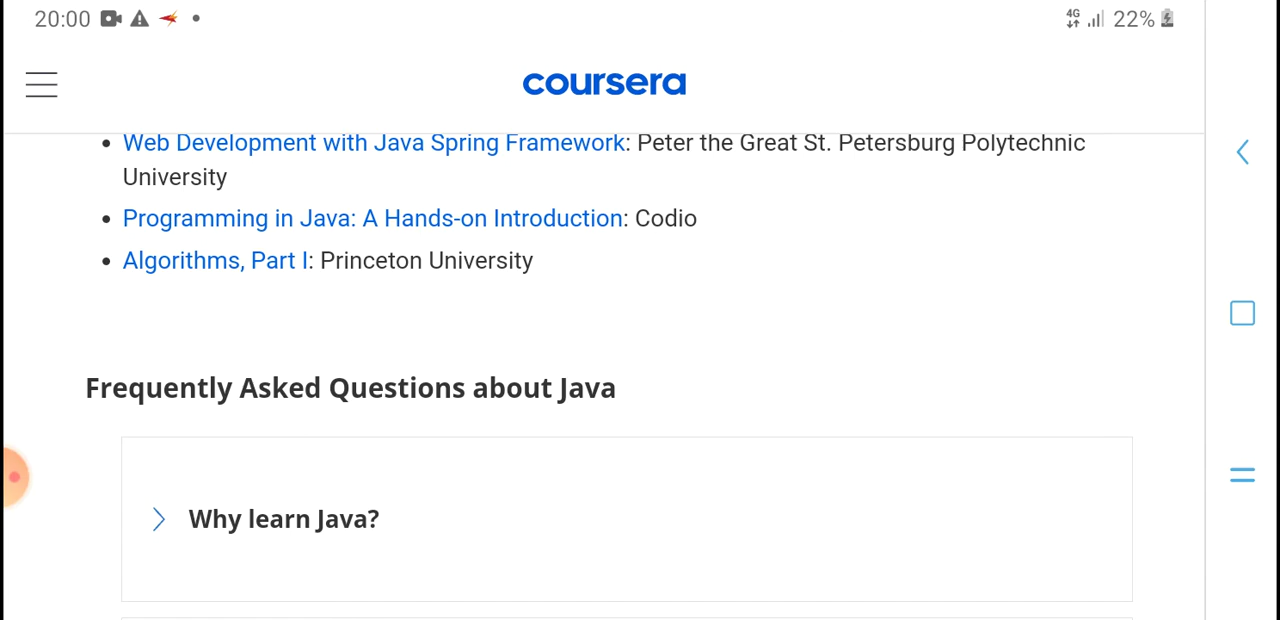 20:00
4G
22%
coursera
Web Development with Java Spring Framework: Peter the Great St. Petersburg Polytechnic
University
Programming in Java: A Hands-on Introduction: Codio
Algorithms, Part I: Princeton University
Frequently Asked Questions about Java
Why learn Java?